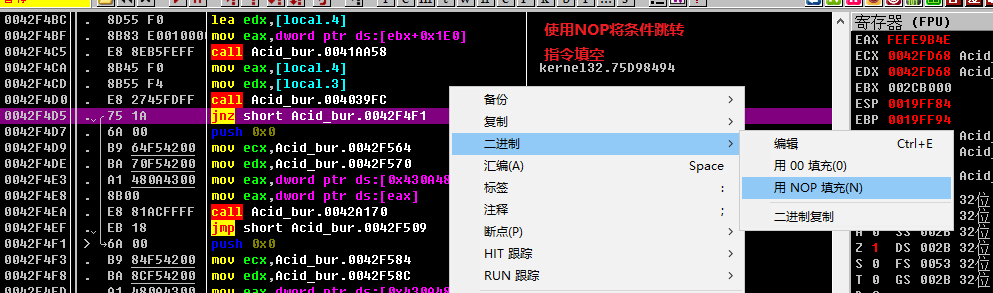 0042F4BC . 8D55 F0 lea edx,[local.4]
0042F4BF . 8B83 E0010000 mov eax,dword ptr ds:[ebx+0x1E0]
0042F4C5 . E8 8EB5FEFF call Acid_bur.0041AA58
0042F4CA . 8B45 F0 mov eax,[local.4]
0042F4CD . 8B55 F4 mov edx,[local.3]
0042F4D0 . E8 2745FDFF call Acid_bur.004039FC
0042F4D5 . 75 1A jnz short Acid_bur.0042F4F1
0042F4D7 . 6A 00 push 0x0
0042F4D9 . B9 64F54200 mov ecx,Acid_bur.0042F564
0042F4DE . BA 70F54200 mov edx,Acid_bur.0042F570
0042F4E3 . A1 480A4300 mov eax,dword ptr ds:[0x430A48
0042F4E8 . 8B00 mov eax,dword ptr ds:[eax]
0042F4EA . E8 81ACFFFF call Acid_bur.0042A170
0042F4EF . EB 18 jmp short Acid_bur.0042F509
0042F4F1 > 6A 00 push 0x0
0042F4F3 . B9 84F54200 mov ecx,Acid_bur.0042F584
0042F4F8 . BA 8CF54200 mov edx,Acid_bur.0042F58C
使用NOP将条件跳转
指令填空
kernel32.75D98494
备份
复制
二进制
汇编(A) Space
标签 :
注释 ;
断点(P)
HIT 跟踪
RUN 跟踪
编辑 Ctrl+E
用 00 填充(0)
用 NOP 填充(N)
二进制复制
寄存器 (FPU)
EAX FEFE9B4E
ECX 0042FD68 Acid_
EDX 0042FD68 Acid_
EBX 002CB000
ESP 0019FF84
EBP 0019FF94
32位
Z 1 DS 002B 32位
S 0 FS 0053 32位
T 0 GS 002B 32位